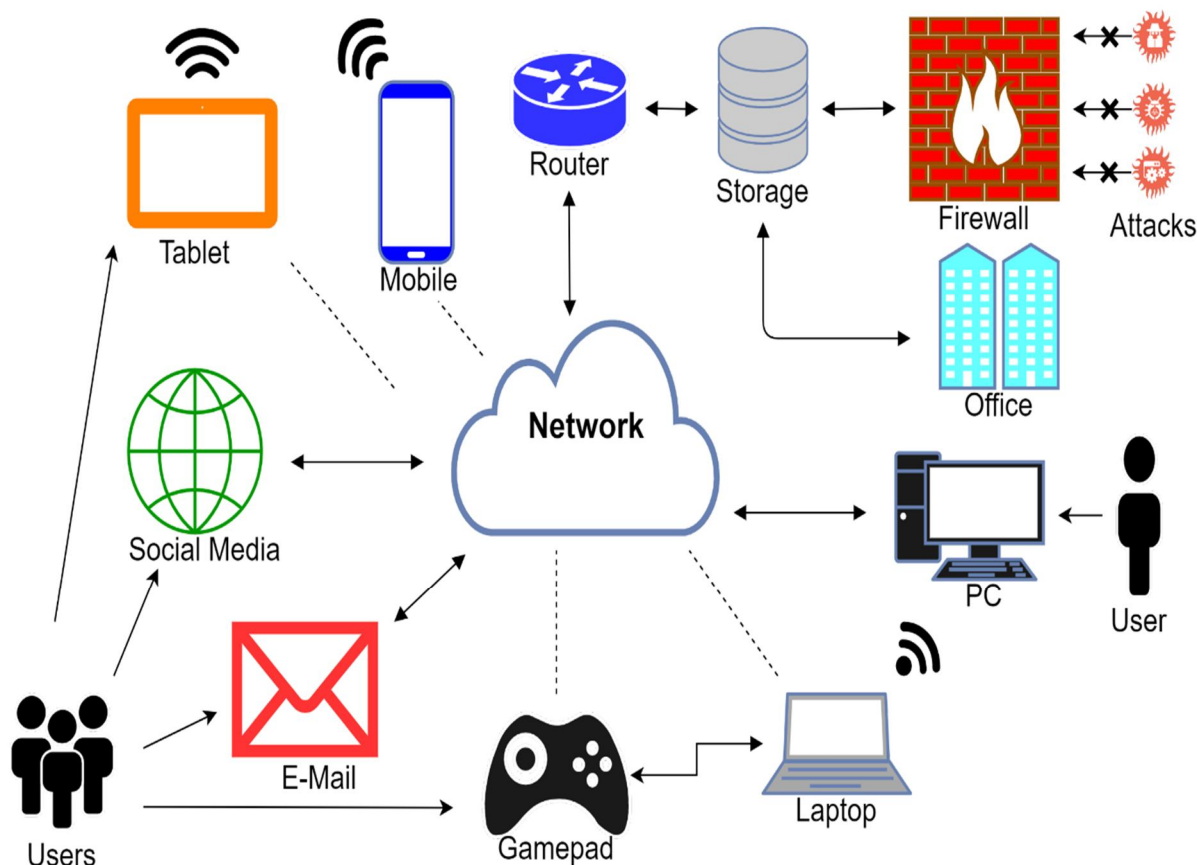 Router
Storage
Firewall
Attacks
Tablet
Mobile
Office
Network
Social Media
PC
User
E-Mail
Laptop
Gamepad
Users